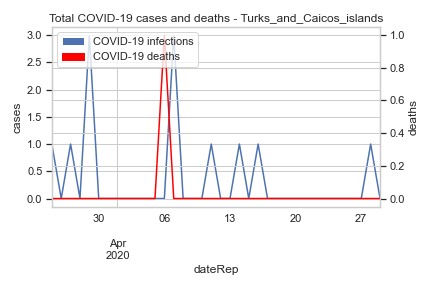 Total COVID-19 cases and deaths - Turks_and_Caicos_islands
COVID-19 infections
COVID-19 deaths
cases
3.0
2.5
2.0
1.5
1.0
0.5
0.0
deaths
1.0
0.8
0.6
0.4
0.2
0.0
30 06 13 20 27
Apr
2020
dateRep